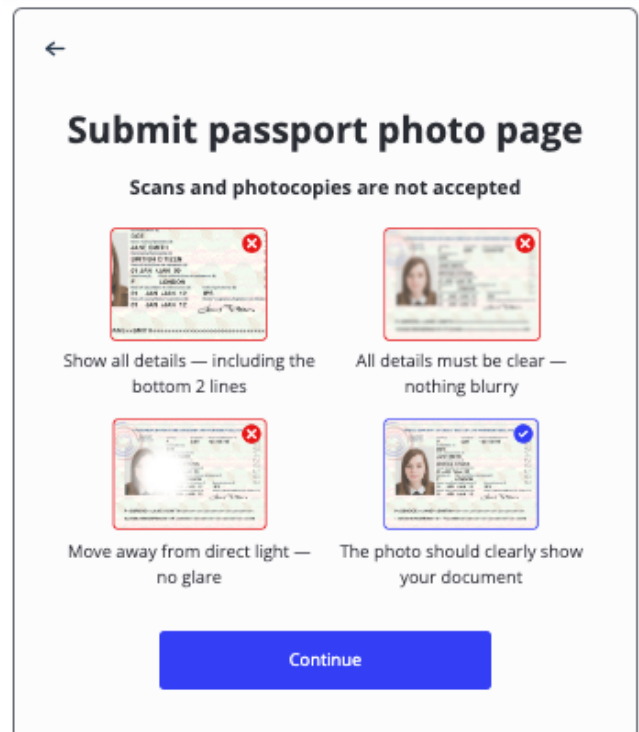 Submit passport photo page
Scans and photocopies are not accepted
Show all details — including the
bottom 2 lines
All details must be clear —
nothing blurry
Move away from direct light —
no glare
The photo should clearly show
your document
Continue